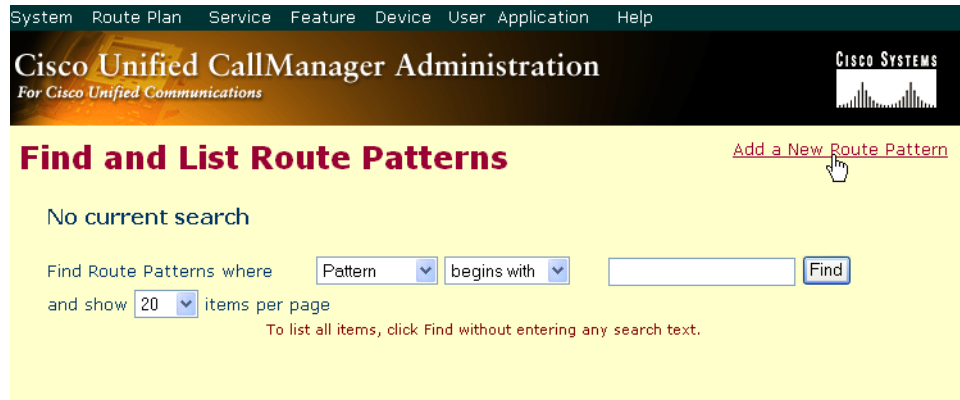 System Route Plan Service Feature Device User Application Help
Cisco Unified CallManager Administration
For Cisco Unified Communications
CISCO SYSTEMS
Find and List Route Patterns
Add a New Route Pattern
No current search
Find Route Patterns where Pattern begins with Find
and show 20 items per page
To list all items, click Find without entering any search text.